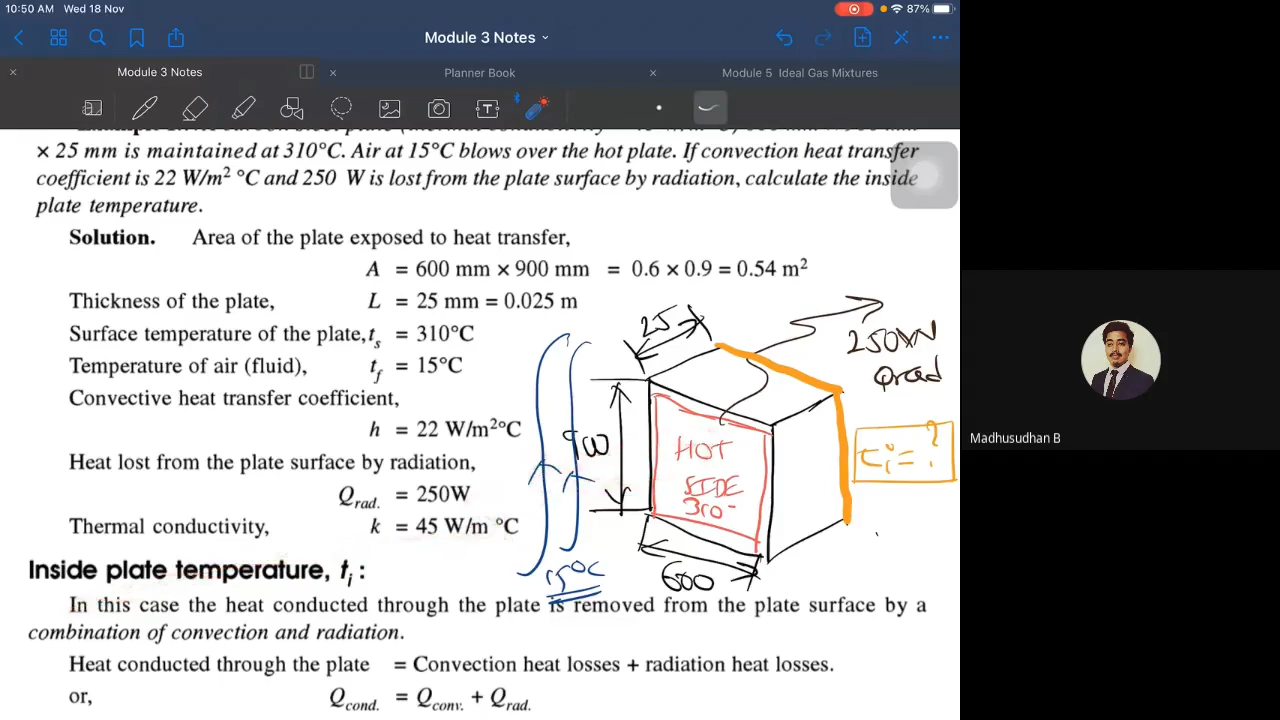 10:50 AM Wed 18 Nov
87%
Module 3 Notes
Module 3 Notes
Planner Book
Module 5 Ideal Gas Mixtures
× 25 mm is maintained at 310°C. Air at 15°C blows over the hot plate. If convection heat transfer
coefficient is 22 W/m² °C and 250 W is lost from the plate surface by radiation, calculate the inside
plate temperature.
Solution. Area of the plate exposed to heat transfer,
A = 600 mm × 900 mm = 0.6 × 0.9 = 0.54 m²
Thickness of the plate, L = 25 mm = 0.025 m
Surface temperature of the plate, tₛ = 310°C
Temperature of air (fluid), t_f = 15°C
Convective heat transfer coefficient,
h = 22 W/m²°C
Heat lost from the plate surface by radiation,
Q_rad. = 250W
Thermal conductivity, k = 45 W/m °C
25
250
Qrad
HOT
SIDE
310
tᵢ = ?
600
15°C
Inside plate temperature, tᵢ :
In this case the heat conducted through the plate is removed from the plate surface by a
combination of convection and radiation.
Heat conducted through the plate = Convection heat losses + radiation heat losses.
or, Q_cond. = Q_conv. + Q_rad.
Madhusudhan B